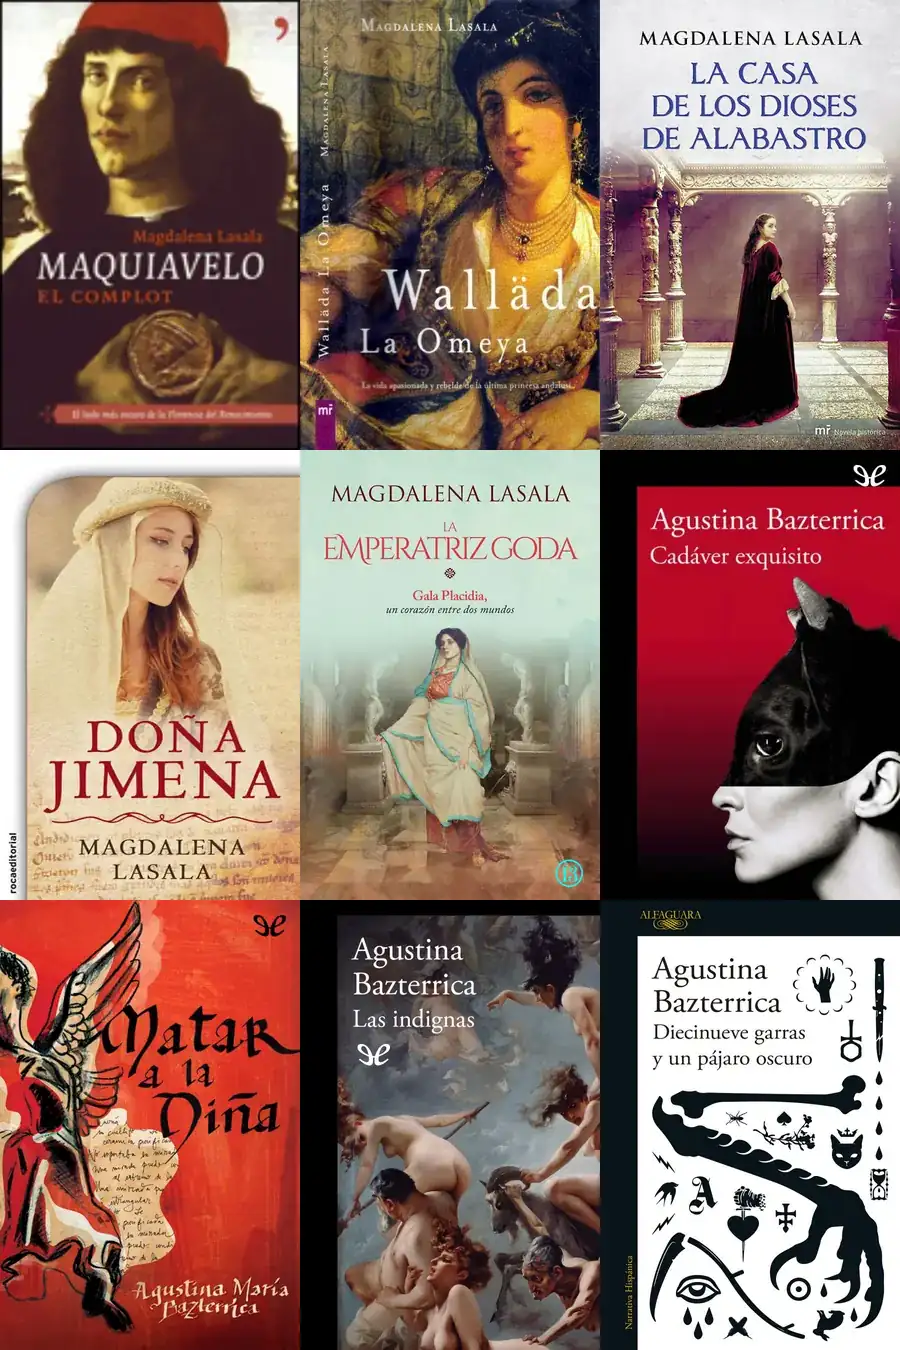 Magdalena Lasala
MAQUIAVELO
EL COMPLOT
El lado más oscuro de la Florencia del Renacimiento
MAGDALENA LASALA
Wallāda La Omeya
MAGDALENA LASALA
Walläda
La Omeya
La vida apasionada y rebelde de la última princesa andalusí
mr
MAGDALENA LASALA
LA CASA
DE LOS DIOSES
DE ALABASTRO
mr Novela histórica
DOÑA
JIMENA
MAGDALENA
LASALA
rocaeditorial
MAGDALENA LASALA
LA
EMPERATRIZ GODA
Gala Placidia,
un corazón entre dos mundos
B
Agustina Bazterrica
Cadáver exquisito
Matar
a la
Niña
Agustina María
Bazterrica
Agustina
Bazterrica
Las indignas
ALFAGUARA
Agustina
Bazterrica
Diecinueve garras
y un pájaro oscuro
A
Narrativa Hispánica